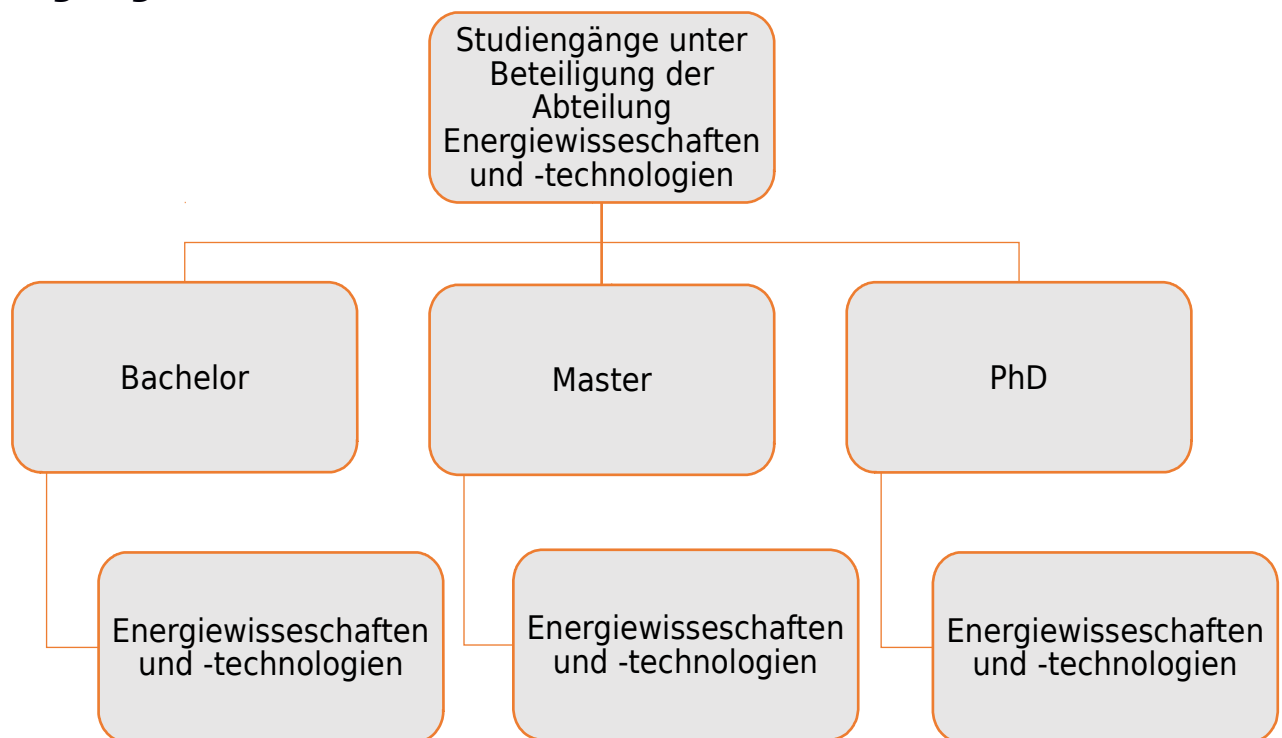 Studiengänge unter
Beteiligung der
Abteilung
Energiewisseschaften
und -technologien
Bachelor
Master
PhD
Energiewisseschaften
und -technologien
Energiewisseschaften
und -technologien
Energiewisseschaften
und -technologien